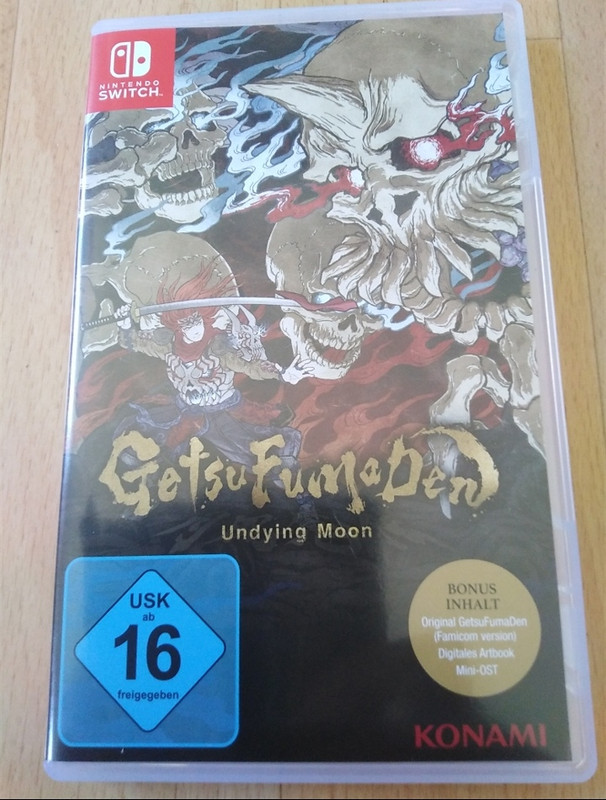 NINTENDO
SWITCH™
GetsuFumaDen
Undying Moon
USK
ab
16
freigegeben
BONUS
INHALT
Original GetsuFumaDen
(Famicom version)
Digitales Artbook
Mini-OST
KONAMI